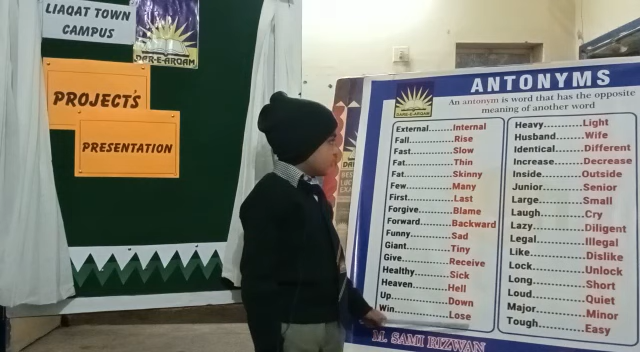 LIAQAT TOWN
CAMPUS
DAR-E-ARQAM
PROJECT'S
PRESENTATION
ANTONYMS
An antonym is word that has the opposite
meaning of another word
DAR-E-ARQAM
External..........Internal
Fall..........Rise
Fast..........Slow
Fat..........Thin
Fat..........Skinny
Few..........Many
First..........Last
Forgive..........Blame
Forward..........Backward
Funny..........Sad
Giant..........Tiny
Give..........Receive
Healthy..........Sick
Heaven..........Hell
Up..........Down
Win..........Lose
Heavy..........Light
Husband..........Wife
Identical..........Different
Increase..........Decrease
Inside..........Outside
Junior..........Senior
Large..........Small
Laugh..........Cry
Lazy..........Diligent
Legal..........Illegal
Like..........Dislike
Lock..........Unlock
Long..........Short
Loud..........Quiet
Major..........Minor
Tough..........Easy
M. SAMI RIZWAN